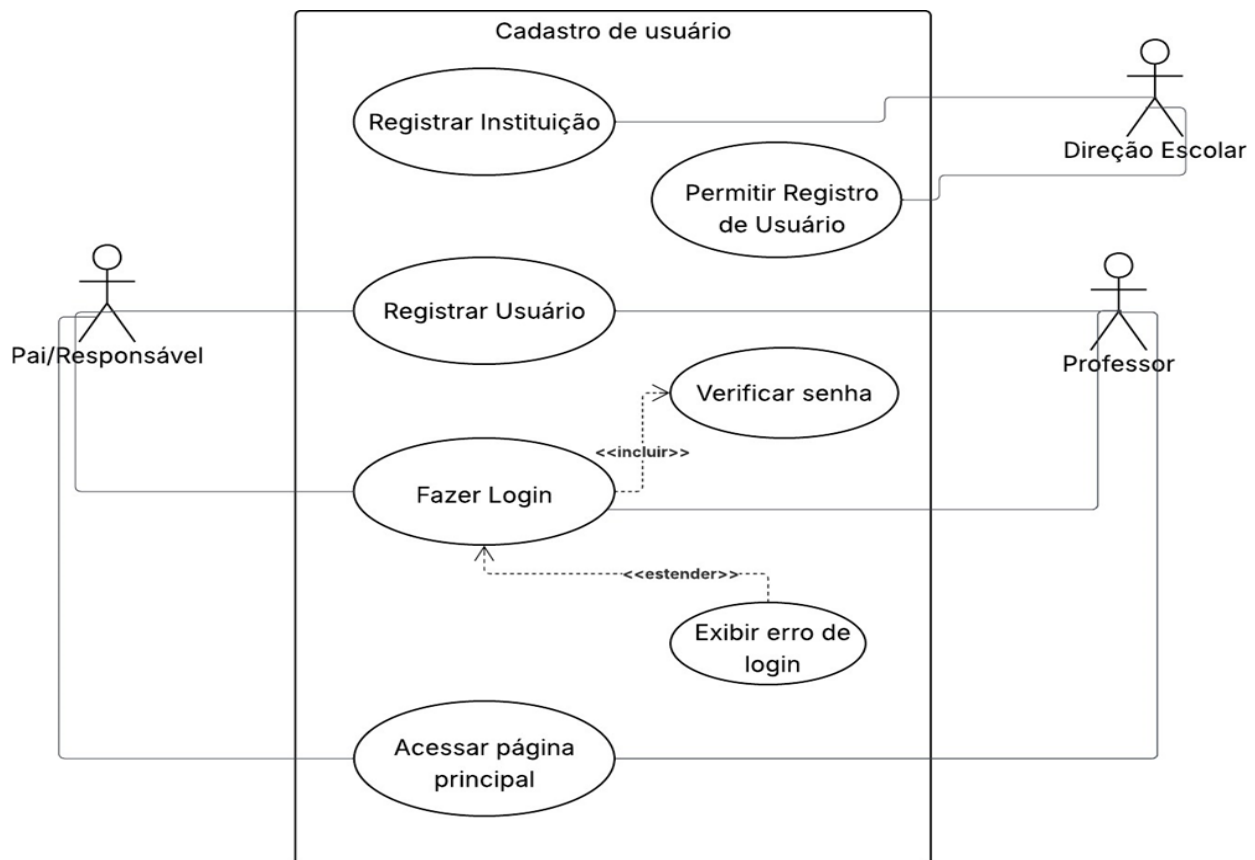 Cadastro de usuário
Registrar Instituição
Direção Escolar
Permitir Registro
de Usuário
Registrar Usuário
Pai/Responsável
Professor
Verificar senha
<<incluir>>
Fazer Login
<<estender>>
Exibir erro de
login
Acessar página
principal